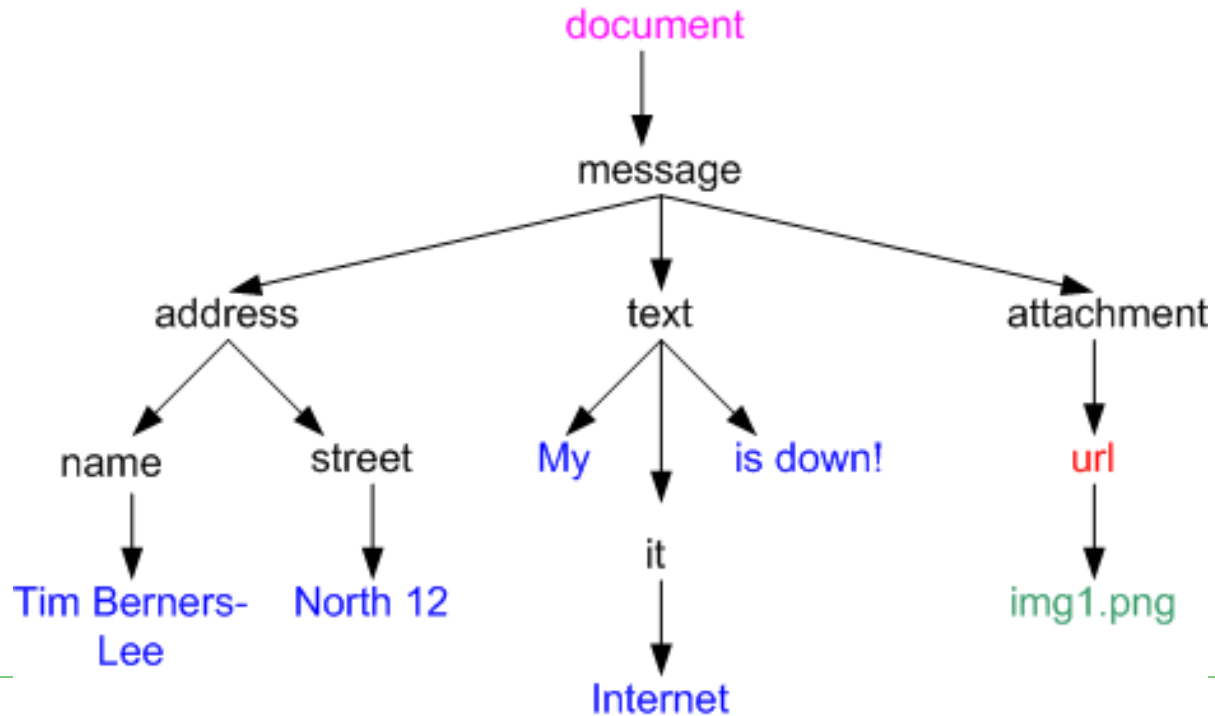 document
message
address text attachment
name street My is down! url
it
Tim Berners- North 12 img1.png
Lee
Internet